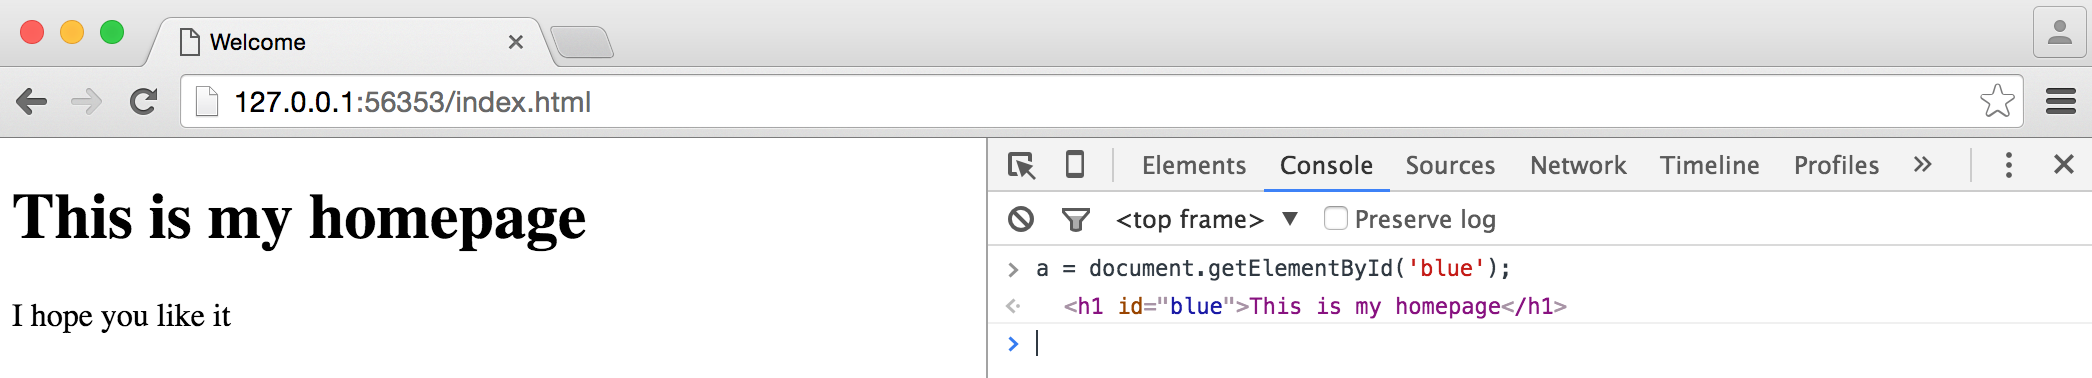 Welcome
127.0.0.1:56353/index.html
This is my homepage
I hope you like it
Elements Console Sources Network Timeline Profiles »
<top frame> ▼ Preserve log
> a = document.getElementById('blue');
<h1 id="blue">This is my homepage</h1>
>